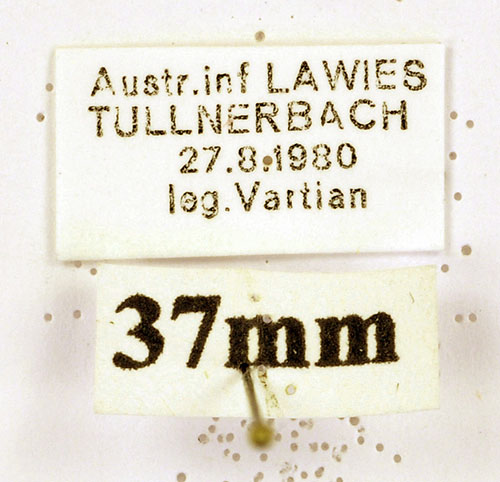 Austr.inf LAWIES
TULLNERBACH
27.8.1980
leg.Vartian
37mm